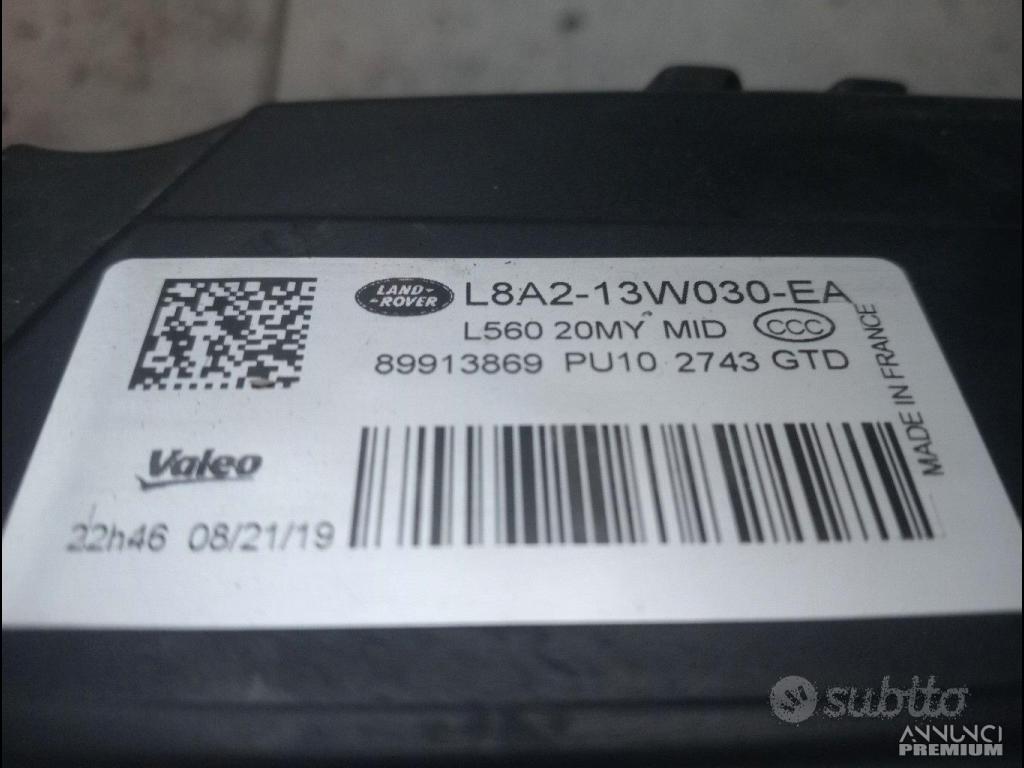 LAND ROVER L8A2-13W030-EA
L560 20MY MID CCC
89913869 PU10 2743 GTD
MADE IN FRANCE
Valeo
22h46 08/21/19
subito
ANNUNCI
PREMIUM